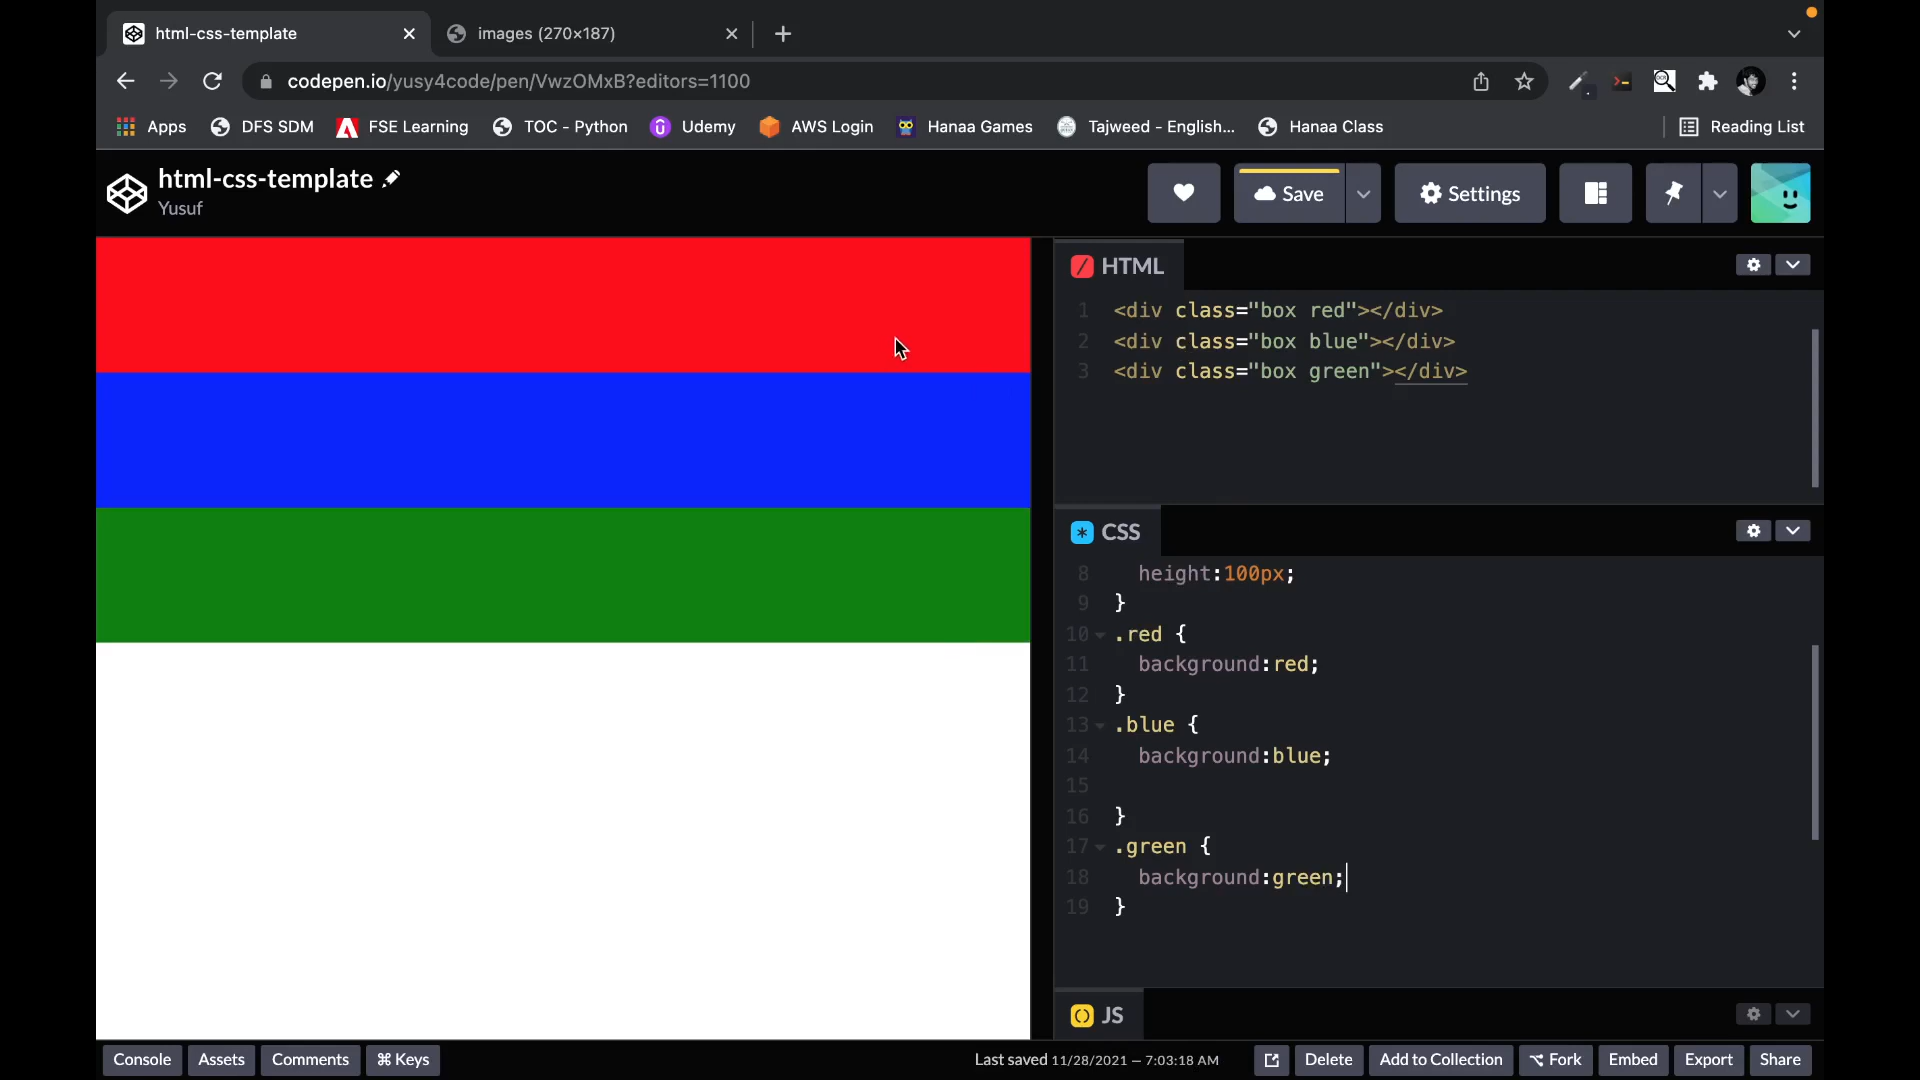 html-css-template
images (270×187)
codepen.io/yusy4code/pen/VwzOMxB?editors=1100
Apps
DFS SDM
FSE Learning
TOC - Python
Udemy
AWS Login
Hanaa Games
Tajweed - English...
Hanaa Class
Reading List
html-css-template
Yusuf
Save
Settings
HTML
1 <div class="box red"></div>
2 <div class="box blue"></div>
3 <div class="box green"></div>
CSS
8 height:100px;
9 }
10 .red {
11 background:red;
12 }
13 .blue {
14 background:blue;
15
16 }
17 .green {
18 background:green;
19 }
JS
Console
Assets
Comments
⌘ Keys
Last saved 11/28/2021 — 7:03:18 AM
Delete
Add to Collection
Fork
Embed
Export
Share